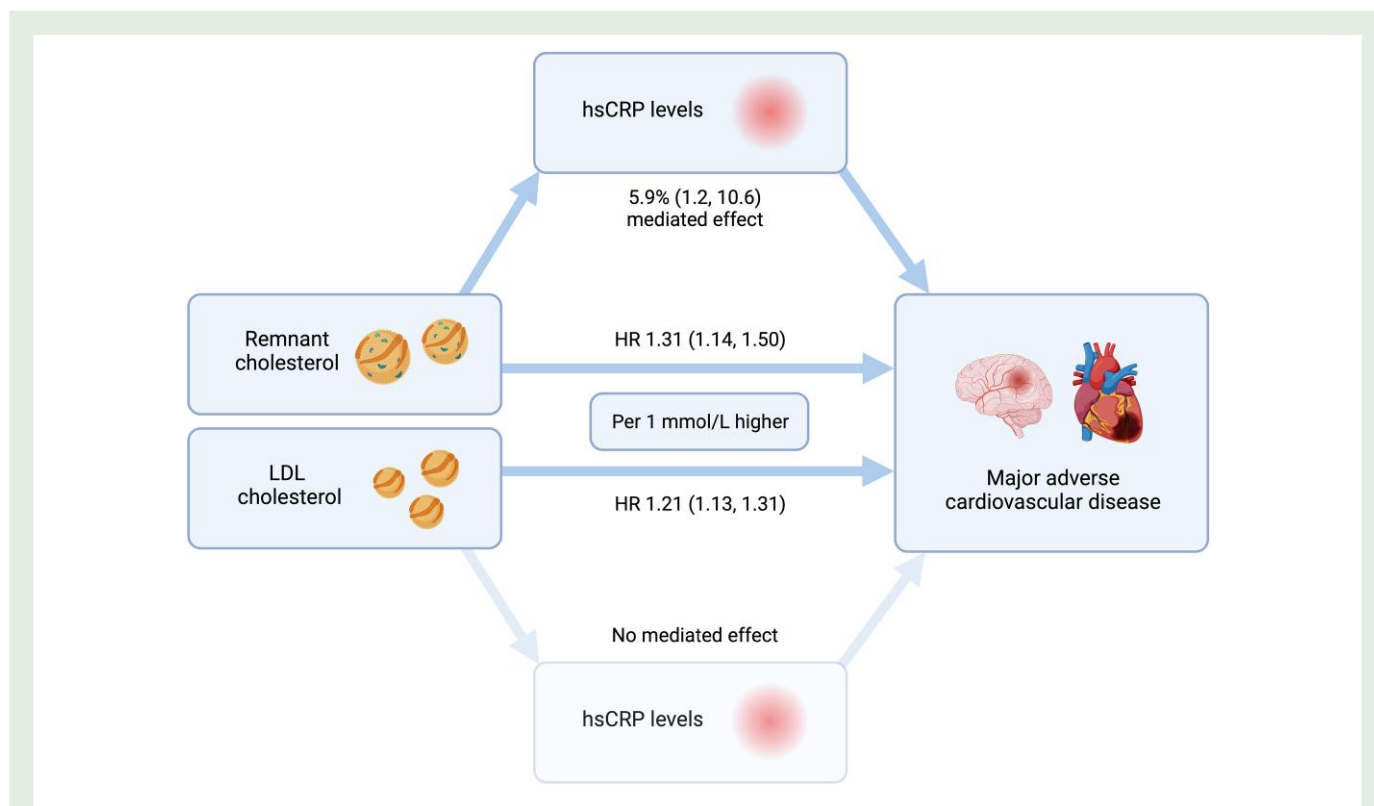 hsCRP levels
5.9% (1.2, 10.6)
mediated effect
Remnant
cholesterol
HR 1.31 (1.14, 1.50)
Per 1 mmol/L higher
LDL
cholesterol
HR 1.21 (1.13, 1.31)
Major adverse
cardiovascular disease
No mediated effect
hsCRP levels